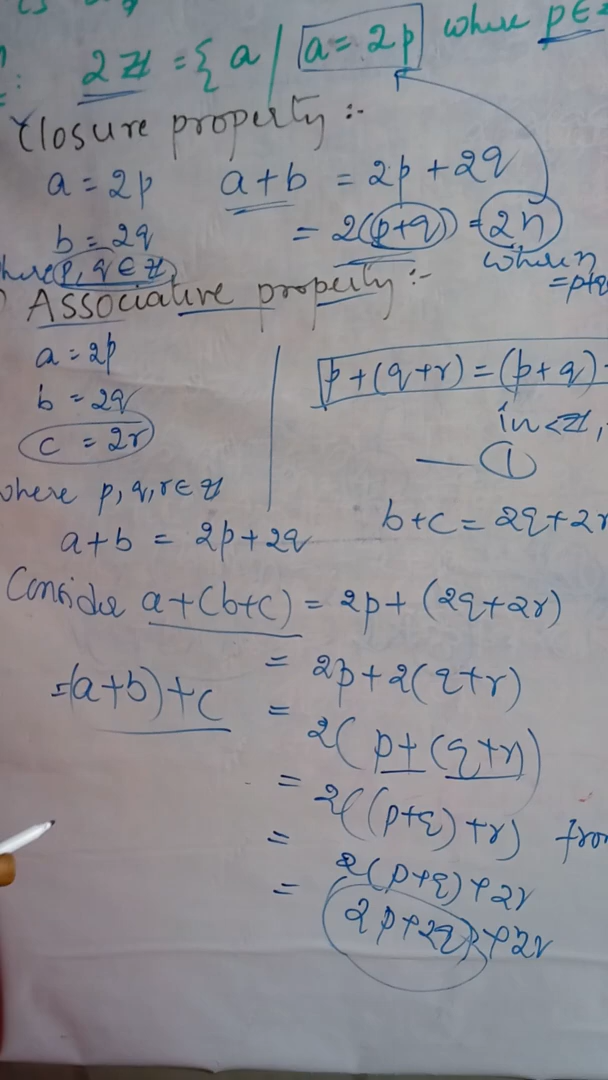 2ℤ = { a / a = 2p where p ∈
Closure property :-
a = 2p a + b = 2p + 2q
b = 2q = 2(p+q) = 2n
where p, q ∈ ℤ where n
= p+q
Associative property :-
a = 2p
b = 2q p + (q+r) = (p+q)
c = 2r in <ℤ,
— ①
where p, q, r ∈ ℤ
b+c = 2q+2r
a+b = 2p+2q
Consider a+(b+c) = 2p + (2q+2r)
= 2p + 2(q+r)
=(a+b)+c = 2(p+(q+r))
= 2((p+q)+r) from
= 2(p+q)+2r
= (2p+2q)+2r